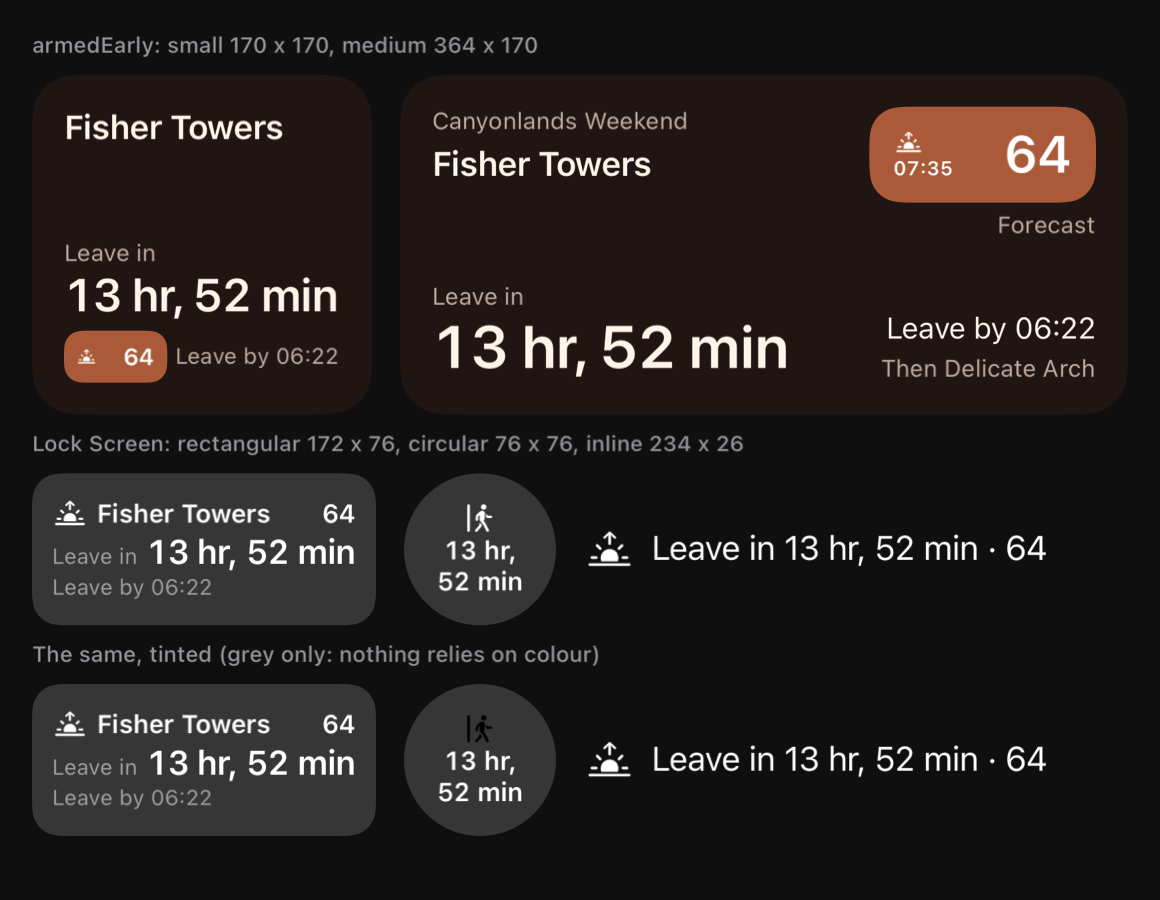 armedEarly: small 170 x 170, medium 364 x 170
Fisher Towers
Leave in
13 hr, 52 min
64
Leave by 06:22
Canyonlands Weekend
Fisher Towers
07:35
64
Forecast
Leave in
13 hr, 52 min
Leave by 06:22
Then Delicate Arch
Lock Screen: rectangular 172 x 76, circular 76 x 76, inline 234 x 26
Fisher Towers 64
Leave in 13 hr, 52 min
Leave by 06:22
13 hr,
52 min
Leave in 13 hr, 52 min · 64
The same, tinted (grey only: nothing relies on colour)
Fisher Towers 64
Leave in 13 hr, 52 min
Leave by 06:22
13 hr,
52 min
Leave in 13 hr, 52 min · 64